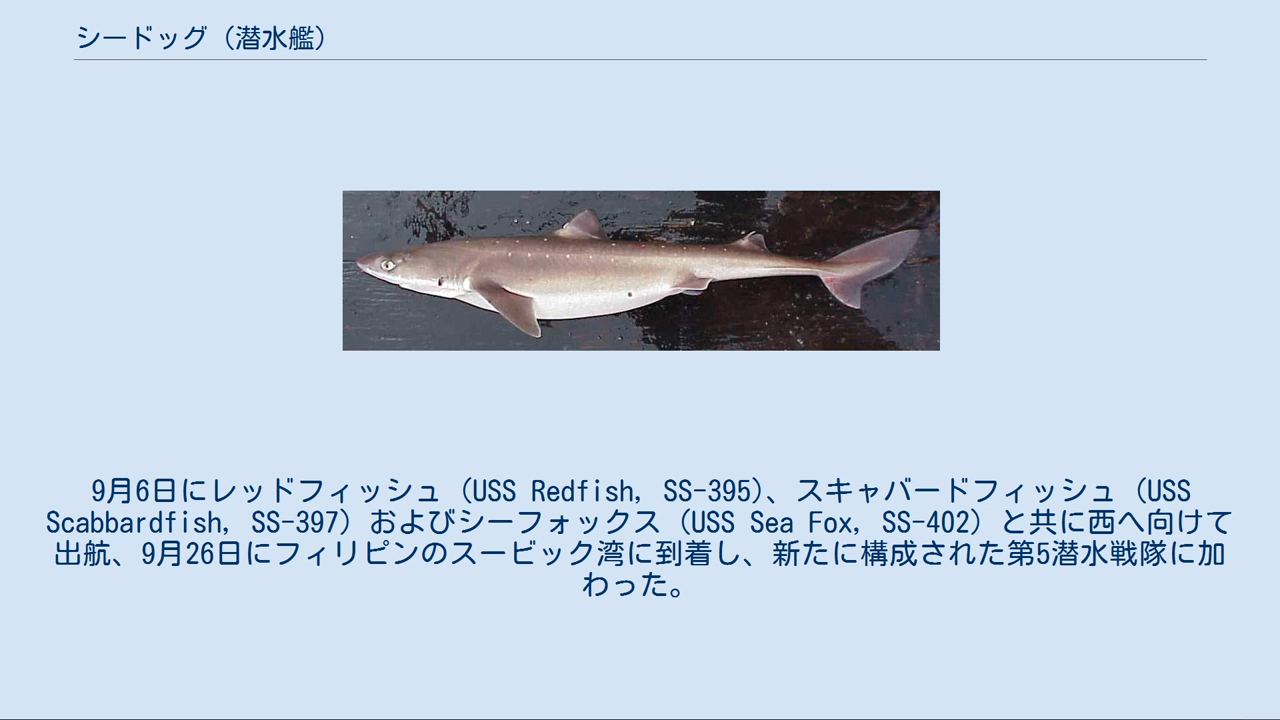 シードッグ（潜水艦）
9月6日にレッドフィッシュ（USS Redfish, SS-395）、スキャバードフィッシュ（USS
Scabbardfish, SS-397）およびシーフォックス（USS Sea Fox, SS-402）と共に西へ向けて
出航、9月26日にフィリピンのスービック湾に到着し、新たに構成された第5潜水戦隊に加
わった。